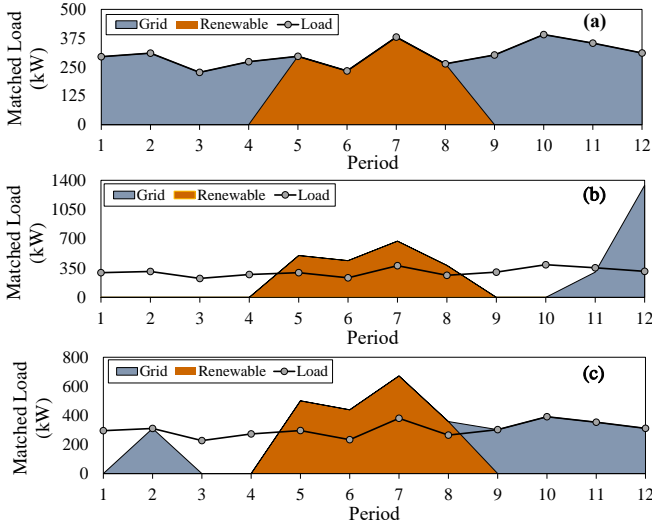 500
Grid Renewable Load
(a)
375
250
125
0
Matched Load
(kW)
1 2 3 4 5 6 7 8 9 10 11 12
Period
1400
Grid Renewable Load
(b)
1050
700
350
0
Matched Load
(kW)
1 2 3 4 5 6 7 8 9 10 11 12
Period
800
Grid Renewable Load
(c)
600
400
200
0
Matched Load
(kW)
1 2 3 4 5 6 7 8 9 10 11 12
Period